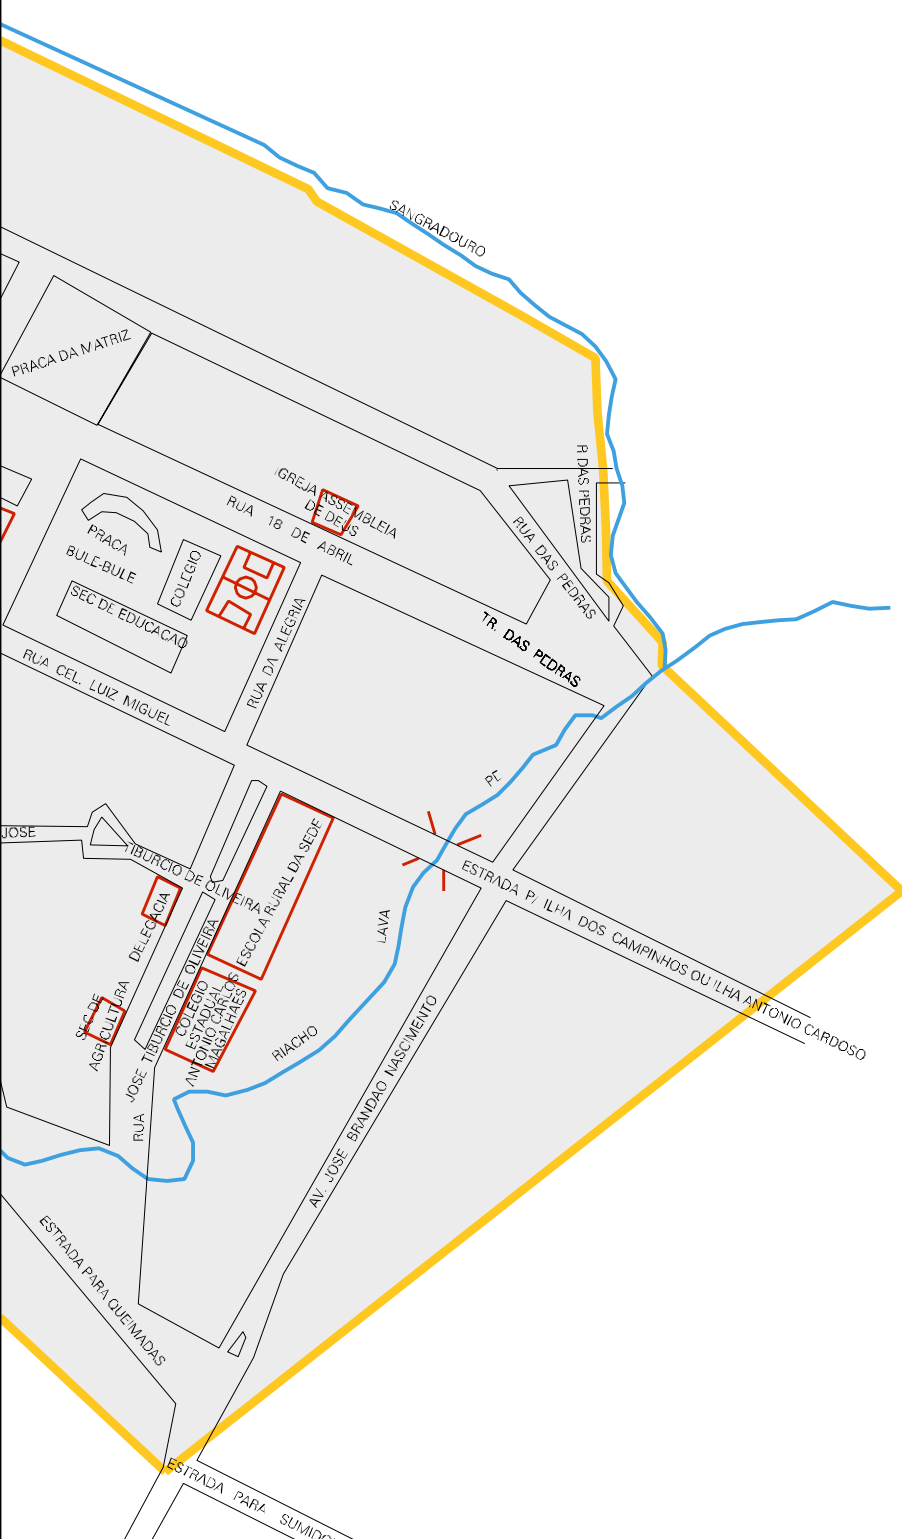 SANGRADOURO
PRACA DA MATRIZ
R DAS PEDRAS
IGREJA ASSEMBLEIA
DE DEUS
RUA 18 DE ABRIL
RUA DAS PEDRAS
PRACA
BULE-BULE
COLEGIO
SEC DE EDUCACAO
RUA DA ALEGRIA
TR. DAS PEDRAS
RUA CEL. LUIZ MIGUEL
PE
JOSE
TIBURCIO DE OLIVEIRA
ESCOLA RURAL DA SEDE
ESTRADA P/ ILHA DOS CAMPINHOS OU ILHA ANTONIO CARDOSO
DELEGACIA
LAVA
RUA JOSE TIBURCIO DE OLIVEIRA
COLEGIO
ESTADUAL
ANTONIO CARLOS
MAGALHAES
SEC DE
AGRICULTURA
RIACHO
AV. JOSE BRANDAO NASCIMENTO
ESTRADA PARA QUEIMADAS
ESTRADA PARA